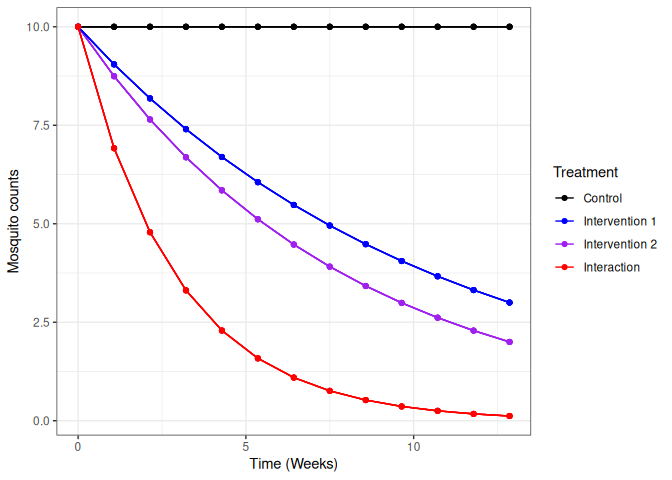 10.0
7.5
5.0
2.5
0.0
Mosquito counts
0 5 10
Time (Weeks)
Treatment
Control
Intervention 1
Intervention 2
Interaction